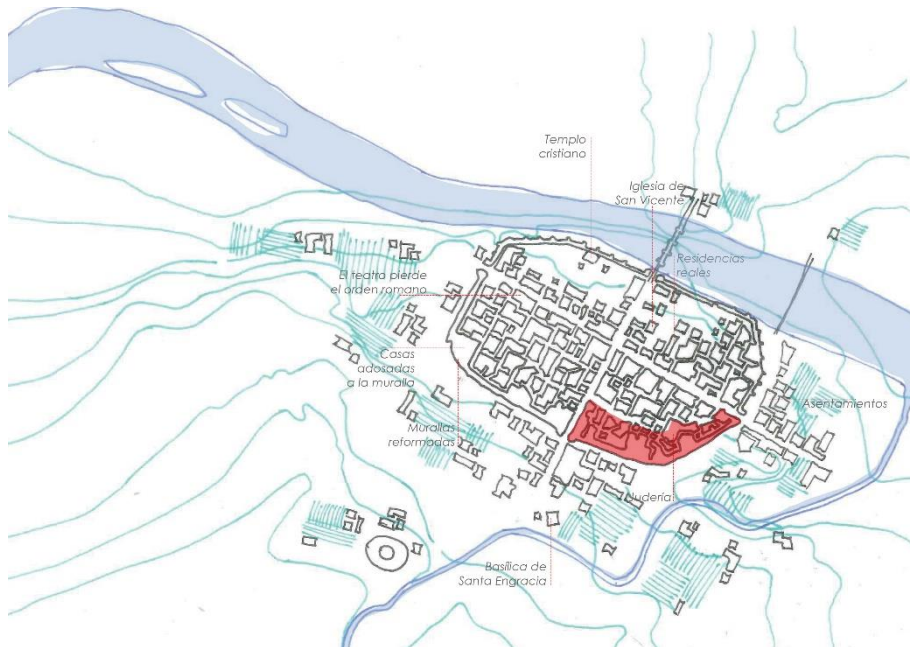 Templo
cristiano
Iglesia de
San Vicente
Residencias
reales
El teatro pierde
el orden romano
Casas
adosadas
a la muralla
Murallas
reformadas
Asentamientos
Judería
Basílica de
Santa Engracia